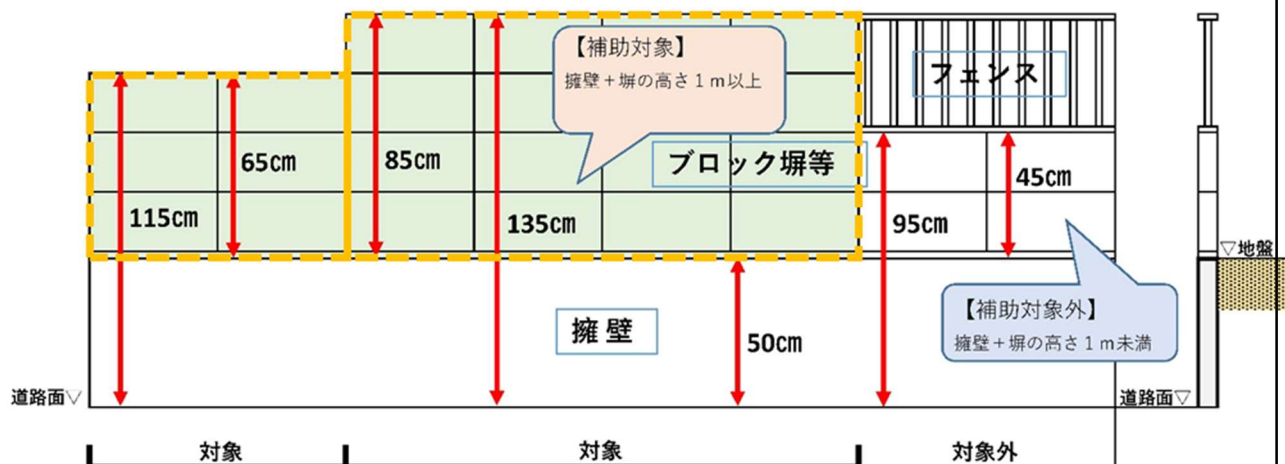 【補助対象】
擁壁＋塀の高さ１ｍ以上
フェンス
ブロック塀等
65㎝
85㎝
45㎝
115㎝
135㎝
95㎝
▽地盤
【補助対象外】
擁壁＋塀の高さ１ｍ未満
擁壁
50㎝
道路面▽
道路面▽
対象
対象
対象外